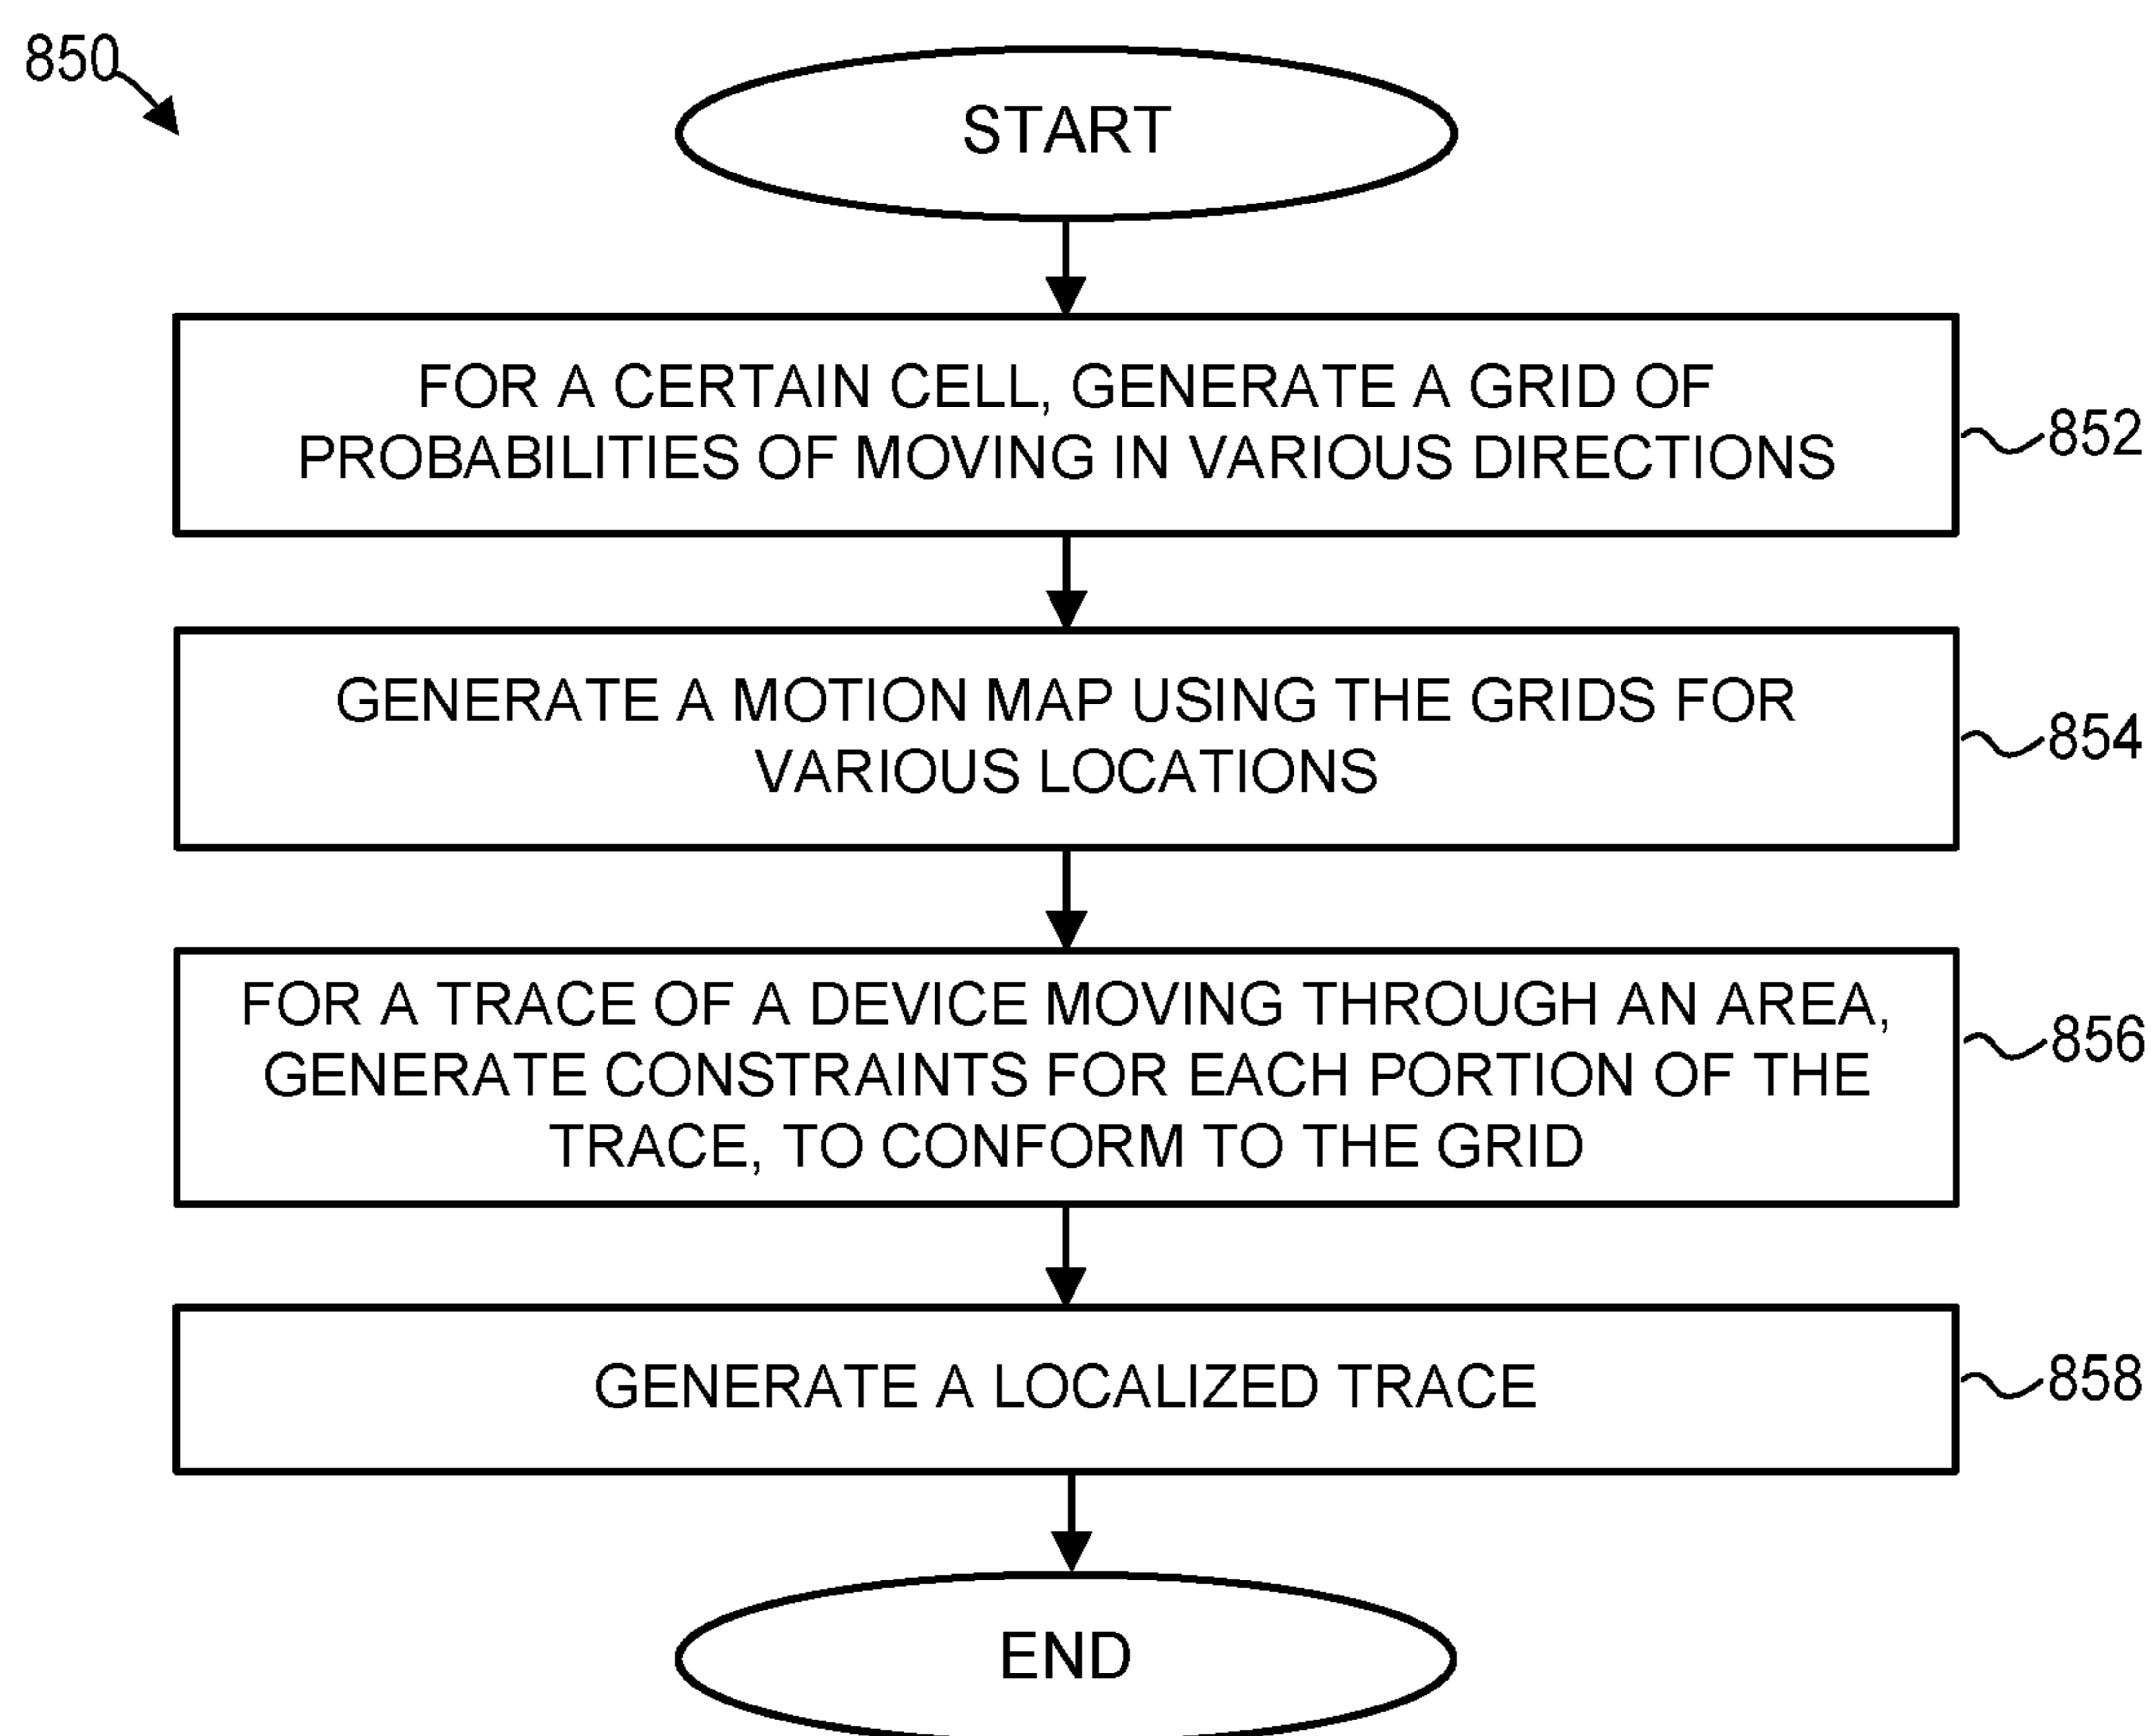 850
START
FOR A CERTAIN CELL, GENERATE A GRID OF
PROBABILITIES OF MOVING IN VARIOUS DIRECTIONS
852
GENERATE A MOTION MAP USING THE GRIDS FOR
VARIOUS LOCATIONS
854
FOR A TRACE OF A DEVICE MOVING THROUGH AN AREA,
GENERATE CONSTRAINTS FOR EACH PORTION OF THE
TRACE, TO CONFORM TO THE GRID
856
GENERATE A LOCALIZED TRACE
858
END